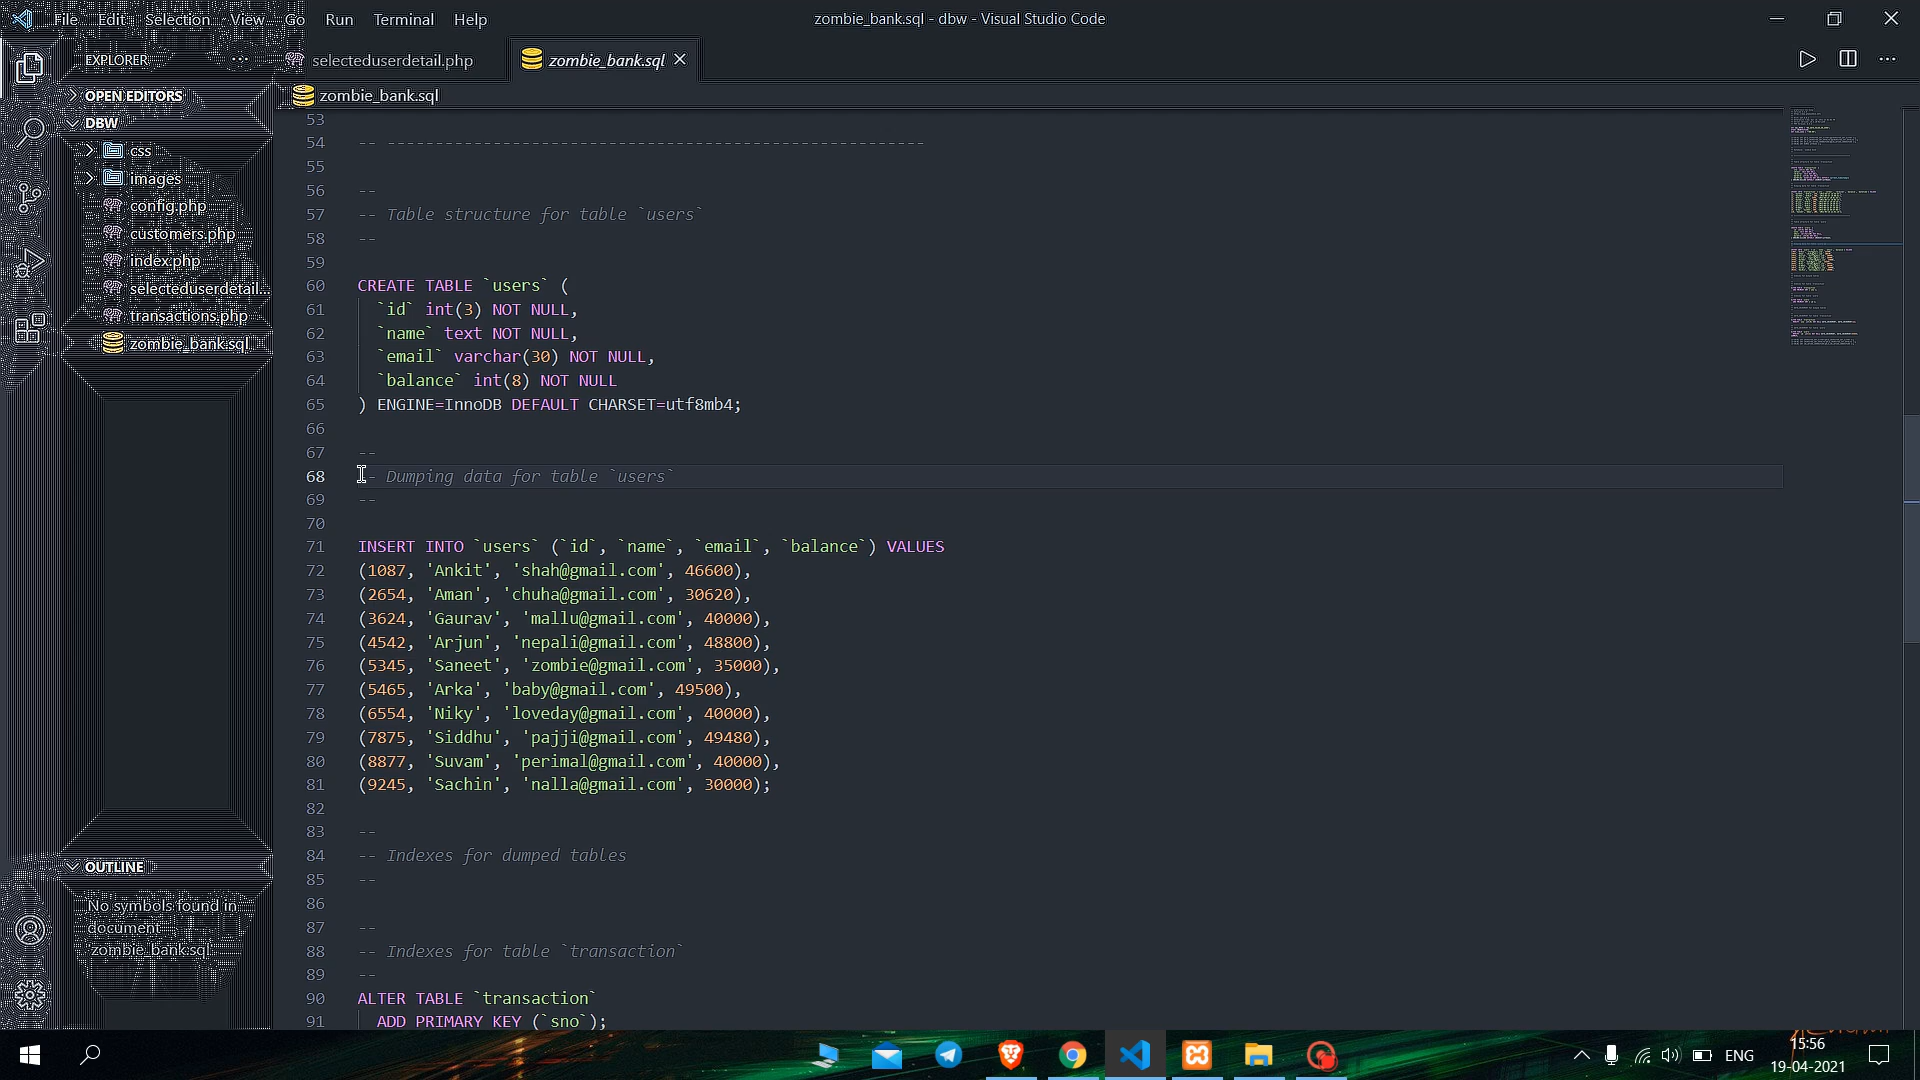 File Edit Selection View Go Run Terminal Help
zombie_bank.sql - dbw - Visual Studio Code
EXPLORER
selecteduserdetail.php
zombie_bank.sql
OPEN EDITORS
zombie_bank.sql
DBW
css
images
config.php
customers.php
index.php
selecteduserdetail...
transactions.php
zombie_bank.sql
OUTLINE
No symbols found in
document
'zombie_bank.sql'
53
54 -- --------------------------------------------------------
55
56 --
57 -- Table structure for table `users`
58 --
59
60 CREATE TABLE `users` (
61 `id` int(3) NOT NULL,
62 `name` text NOT NULL,
63 `email` varchar(30) NOT NULL,
64 `balance` int(8) NOT NULL
65 ) ENGINE=InnoDB DEFAULT CHARSET=utf8mb4;
66
67 --
68 -- Dumping data for table `users`
69 --
70
71 INSERT INTO `users` (`id`, `name`, `email`, `balance`) VALUES
72 (1087, 'Ankit', 'shah@gmail.com', 46600),
73 (2654, 'Aman', 'chuha@gmail.com', 30620),
74 (3624, 'Gaurav', 'mallu@gmail.com', 40000),
75 (4542, 'Arjun', 'nepali@gmail.com', 48800),
76 (5345, 'Saneet', 'zombie@gmail.com', 35000),
77 (5465, 'Arka', 'baby@gmail.com', 49500),
78 (6554, 'Niky', 'loveday@gmail.com', 40000),
79 (7875, 'Siddhu', 'pajji@gmail.com', 49480),
80 (8877, 'Suvam', 'perimal@gmail.com', 40000),
81 (9245, 'Sachin', 'nalla@gmail.com', 30000);
82
83 --
84 -- Indexes for dumped tables
85 --
86
87 --
88 -- Indexes for table `transaction`
89 --
90 ALTER TABLE `transaction`
91 ADD PRIMARY KEY (`sno`);
ENG
15:56
19-04-2021